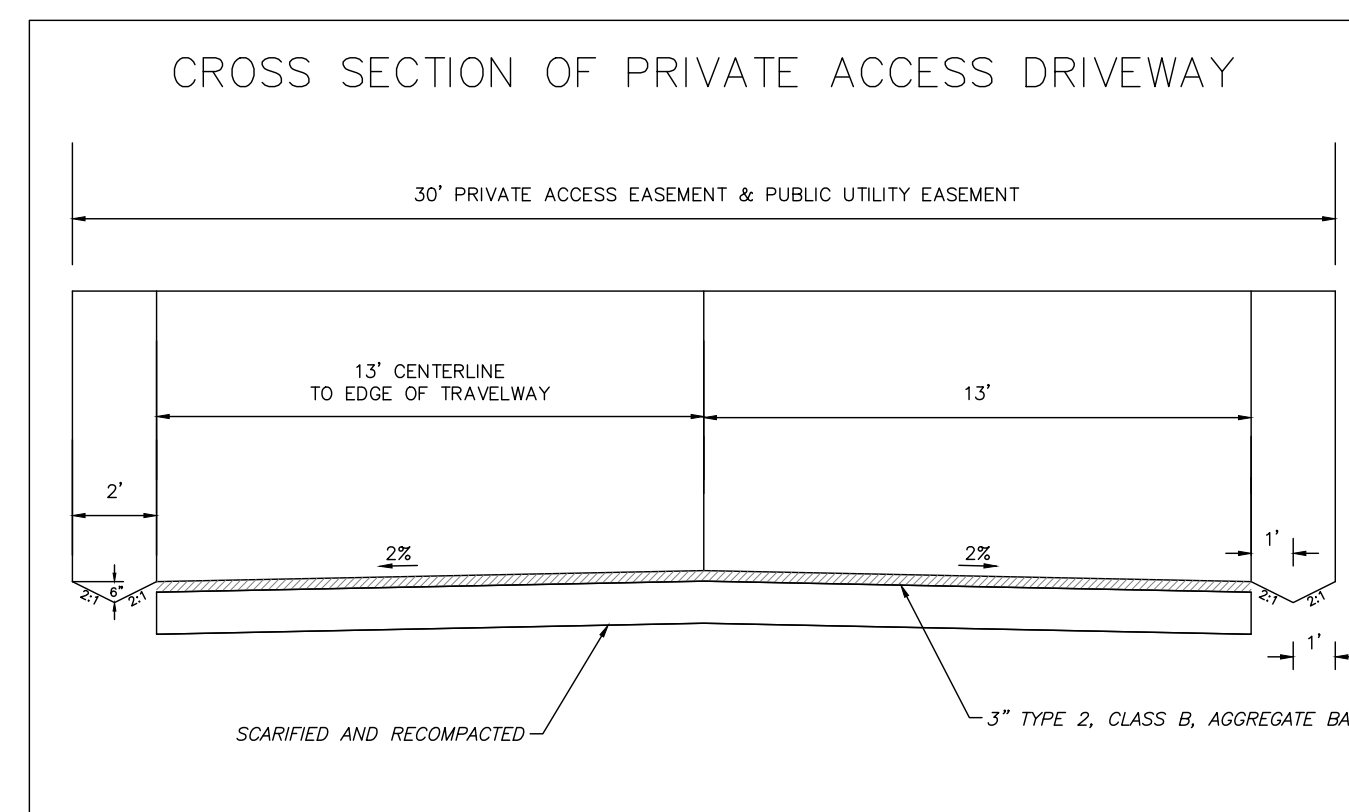 CROSS SECTION OF PRIVATE ACCESS DRIVEWAY
30' PRIVATE ACCESS EASEMENT & PUBLIC UTILITY EASEMENT
13' CENTERLINE
TO EDGE OF TRAVELWAY
13'
2'
1'
2%
2%
6"
2:1
2:1
2:1
2:1
1'
SCARIFIED AND RECOMPACTED
3" TYPE 2, CLASS B, AGGREGATE BA